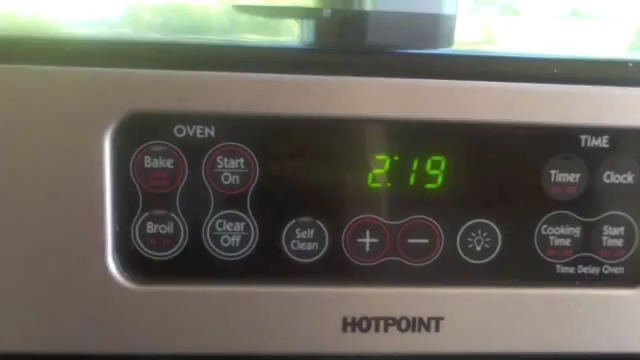 OVEN
TIME
Bake
Start
On
2:19
Timer
Clock
Broil
Clear
Off
Self
Clean
+
−
Cooking
Time
Start
Time
Time Delay Oven
HOTPOINT